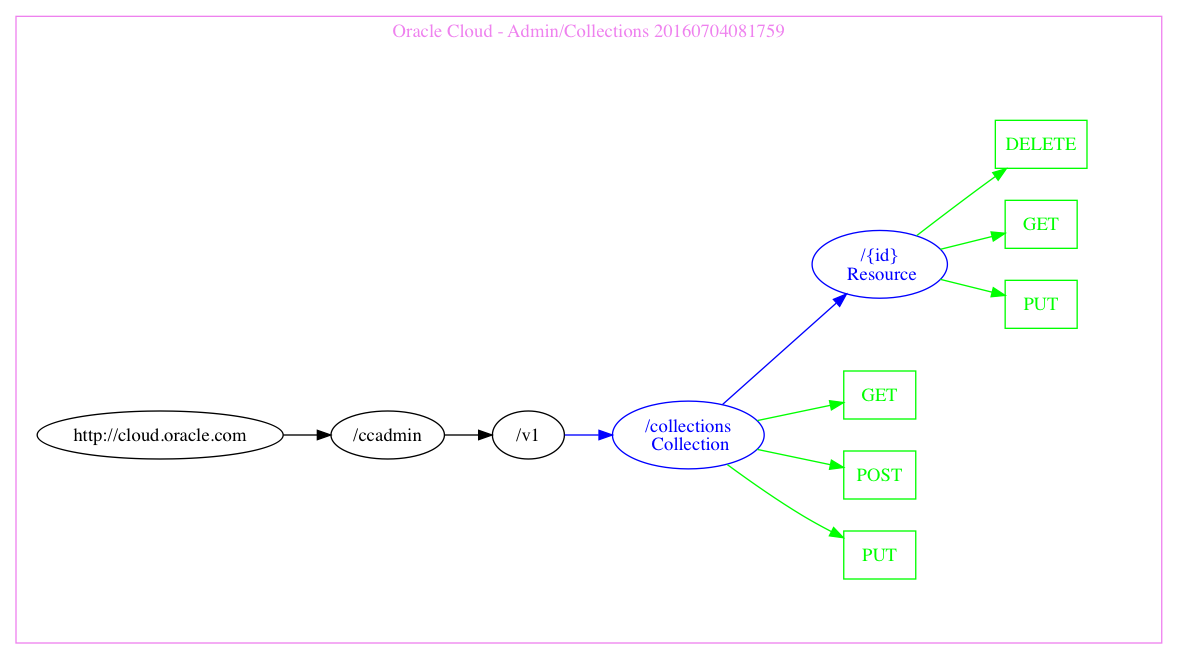 Oracle Cloud - Admin/Collections 20160704081759
DELETE
GET
/{id}
Resource
PUT
GET
http://cloud.oracle.com
/ccadmin
/v1
/collections
Collection
POST
PUT